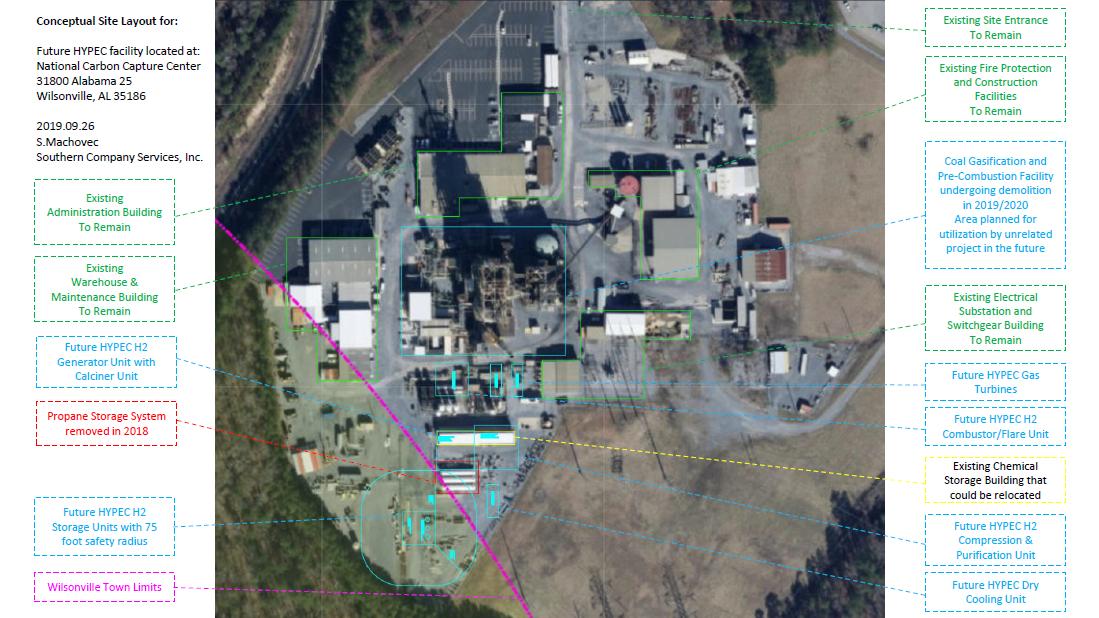 Conceptual Site Layout for:
Future HYPEC facility located at:
National Carbon Capture Center
31800 Alabama 25
Wilsonville, AL 35186
2019.09.26
S.Machovec
Southern Company Services, Inc.
Existing
Administration Building
To Remain
Existing
Warehouse &
Maintenance Building
To Remain
Future HYPEC H2
Generator Unit with
Calciner Unit
Propane Storage System
removed in 2018
Future HYPEC H2
Storage Units with 75
foot safety radius
Wilsonville Town Limits
Existing Site Entrance
To Remain
Existing Fire Protection
and Construction
Facilities
To Remain
Coal Gasification and
Pre-Combustion Facility
undergoing demolition
in 2019/2020
Area planned for
utilization by unrelated
project in the future
Existing Electrical
Substation and
Switchgear Building
To Remain
Future HYPEC Gas
Turbines
Future HYPEC H2
Combustor/Flare Unit
Existing Chemical
Storage Building that
could be relocated
Future HYPEC H2
Compression &
Purification Unit
Future HYPEC Dry
Cooling Unit